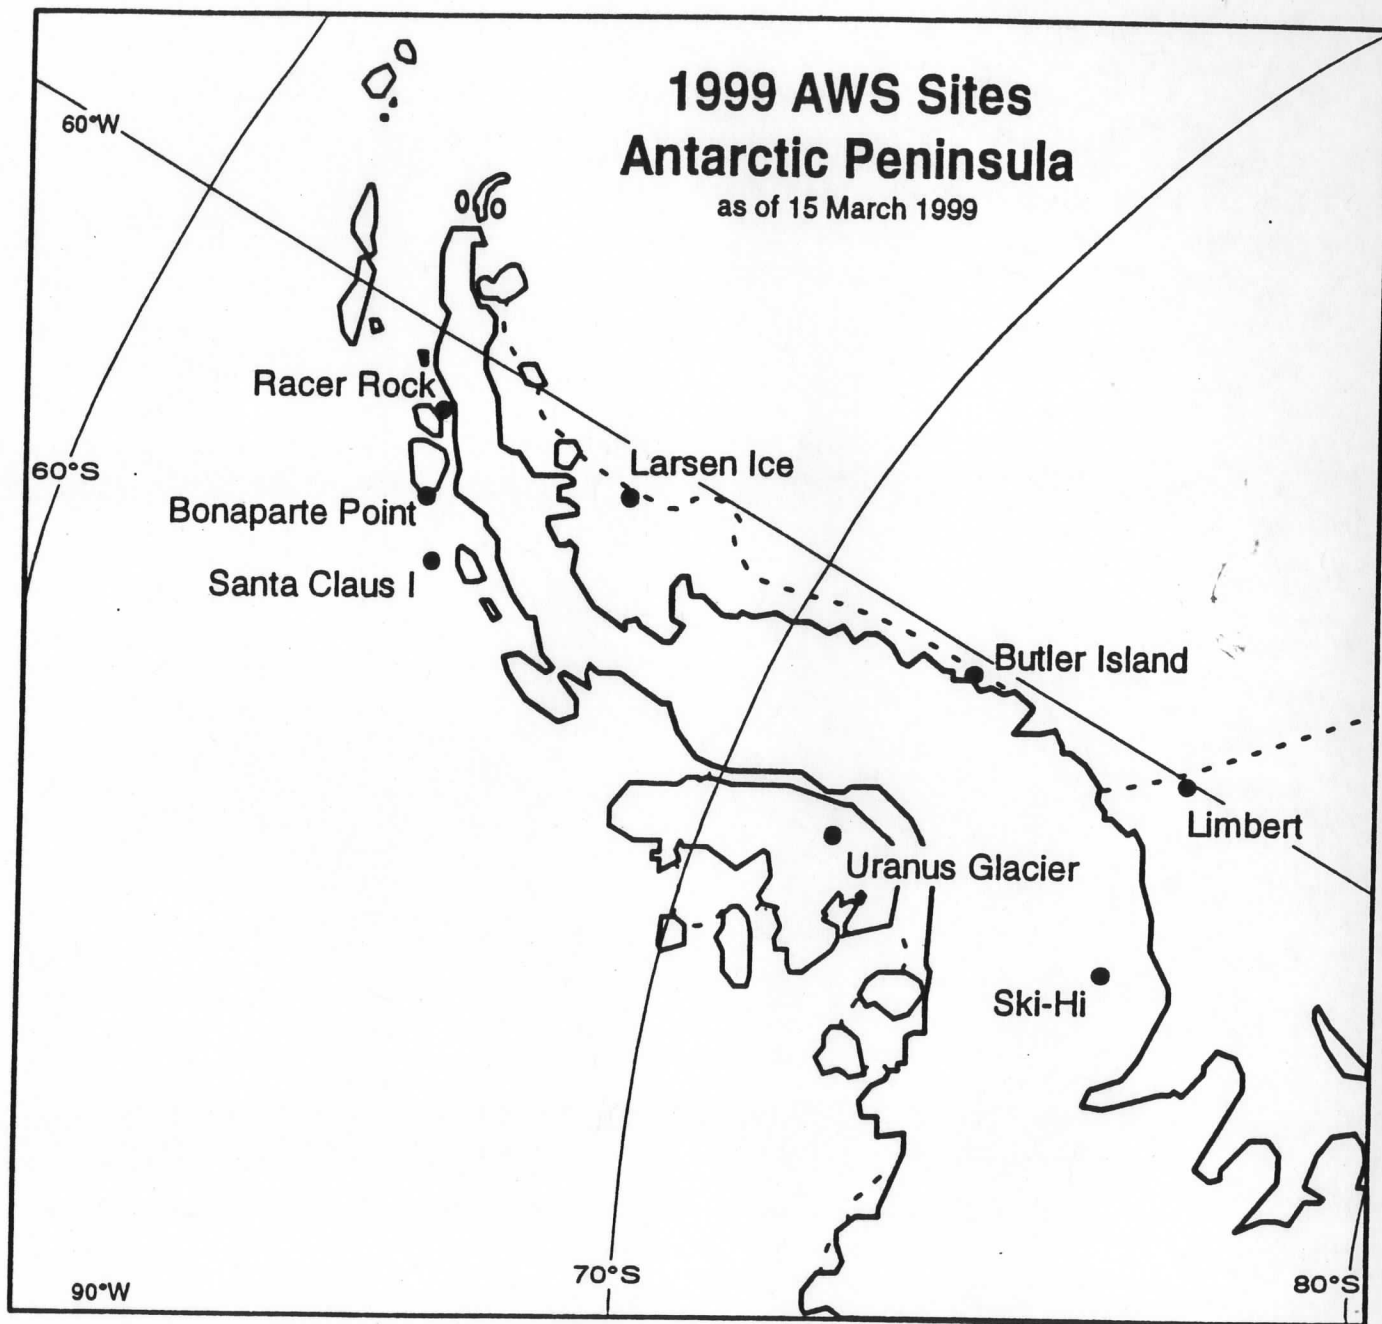 1999 AWS Sites
Antarctic Peninsula
as of 15 March 1999
60°W
Racer Rock
Larsen Ice
60°S
Bonaparte Point
Santa Claus I
Butler Island
Limbert
Uranus Glacier
Ski-Hi
70°S
80°S
90°W